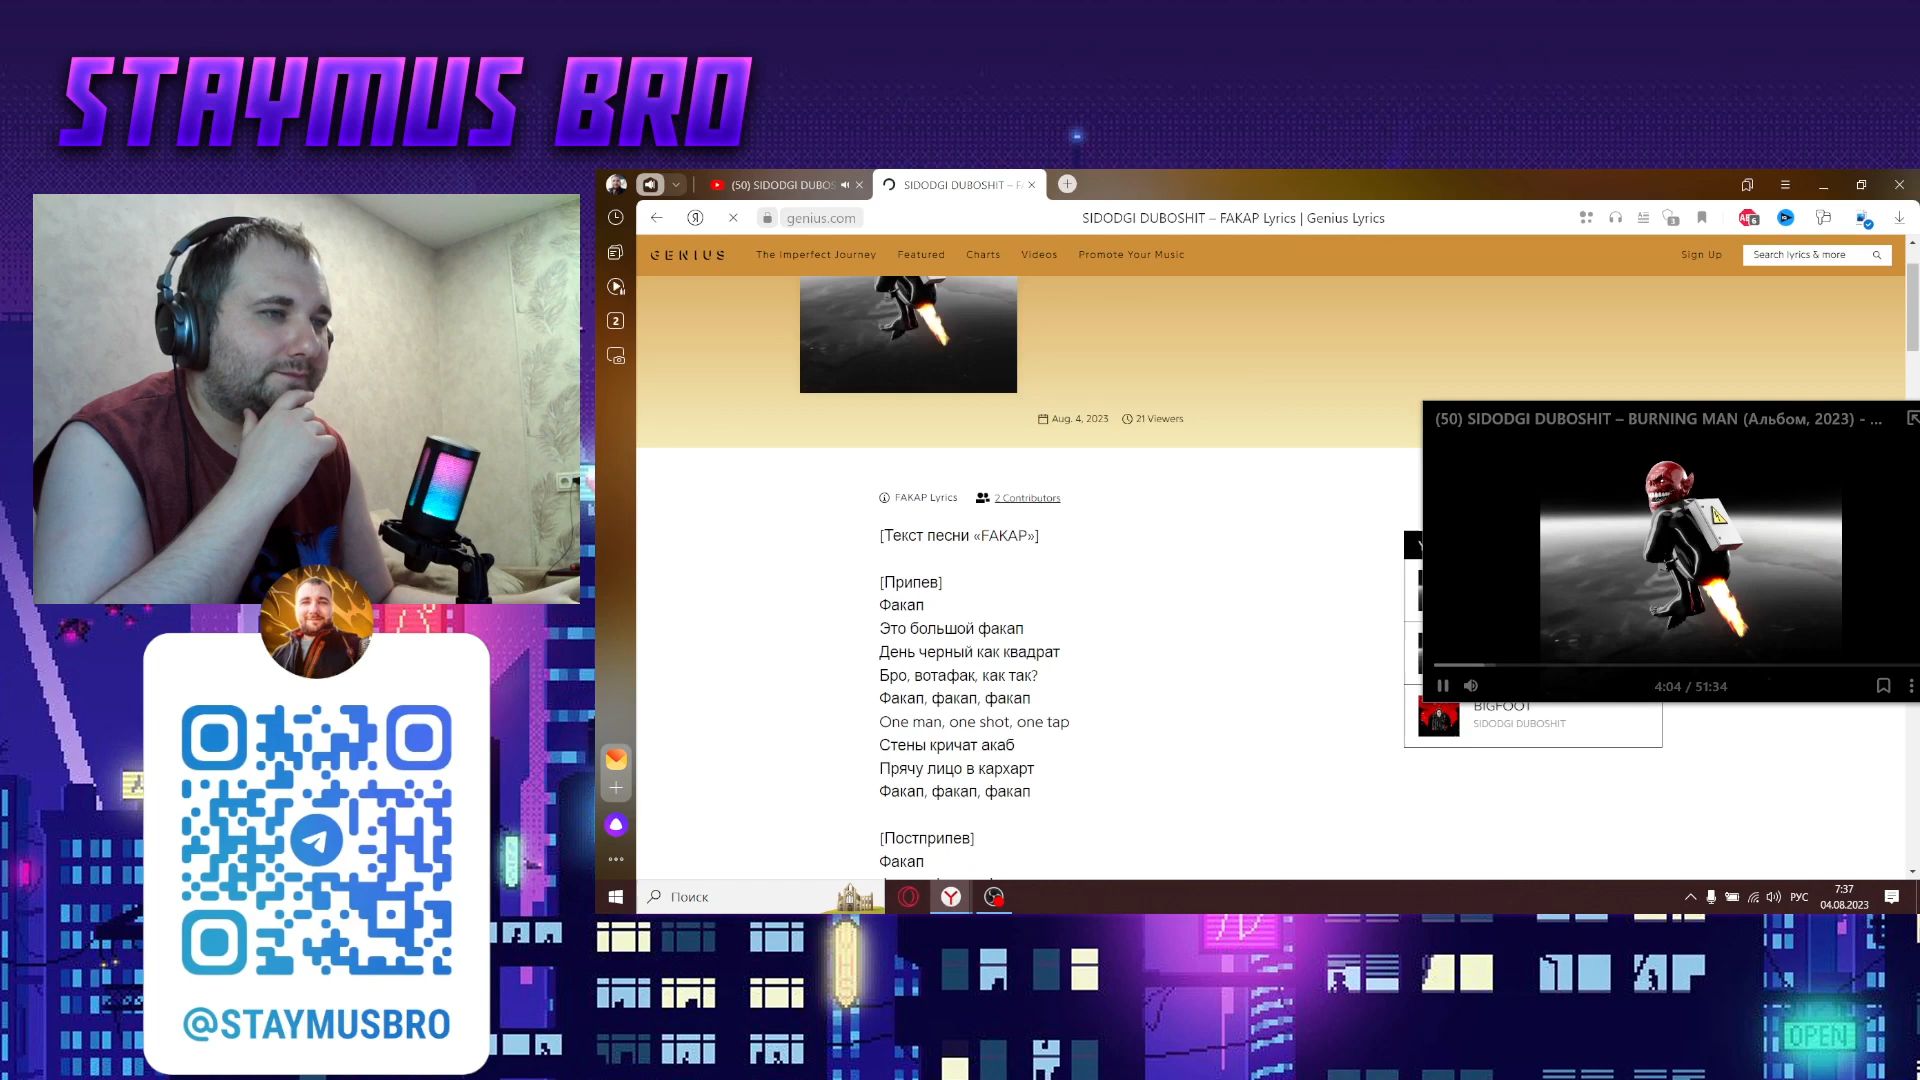 STAYMUS BRO
(50) SIDODGI DUBOS
SIDODGI DUBOSHIT – FA
genius.com
SIDODGI DUBOSHIT – FAKAP Lyrics | Genius Lyrics
GENIUS
The Imperfect Journey
Featured
Charts
Videos
Promote Your Music
Sign Up
Search lyrics & more
2
Aug. 4, 2023
21 Viewers
(50) SIDODGI DUBOSHIT – BURNING MAN (Альбом, 2023) - ...
FAKAP Lyrics
2 Contributors
[Текст песни «FAKAP»]
[Припев]
Факап
Это большой факап
День черный как квадрат
Бро, вотафак, как так?
Факап, факап, факап
One man, one shot, one tap
Стены кричат акаб
Прячу лицо в кархарт
Факап, факап, факап
[Постприпев]
Факап
4:04 / 51:34
BIGFOOT
SIDODGI DUBOSHIT
Поиск
РУС
7:37
04.08.2023
@STAYMUSBRO
OPEN